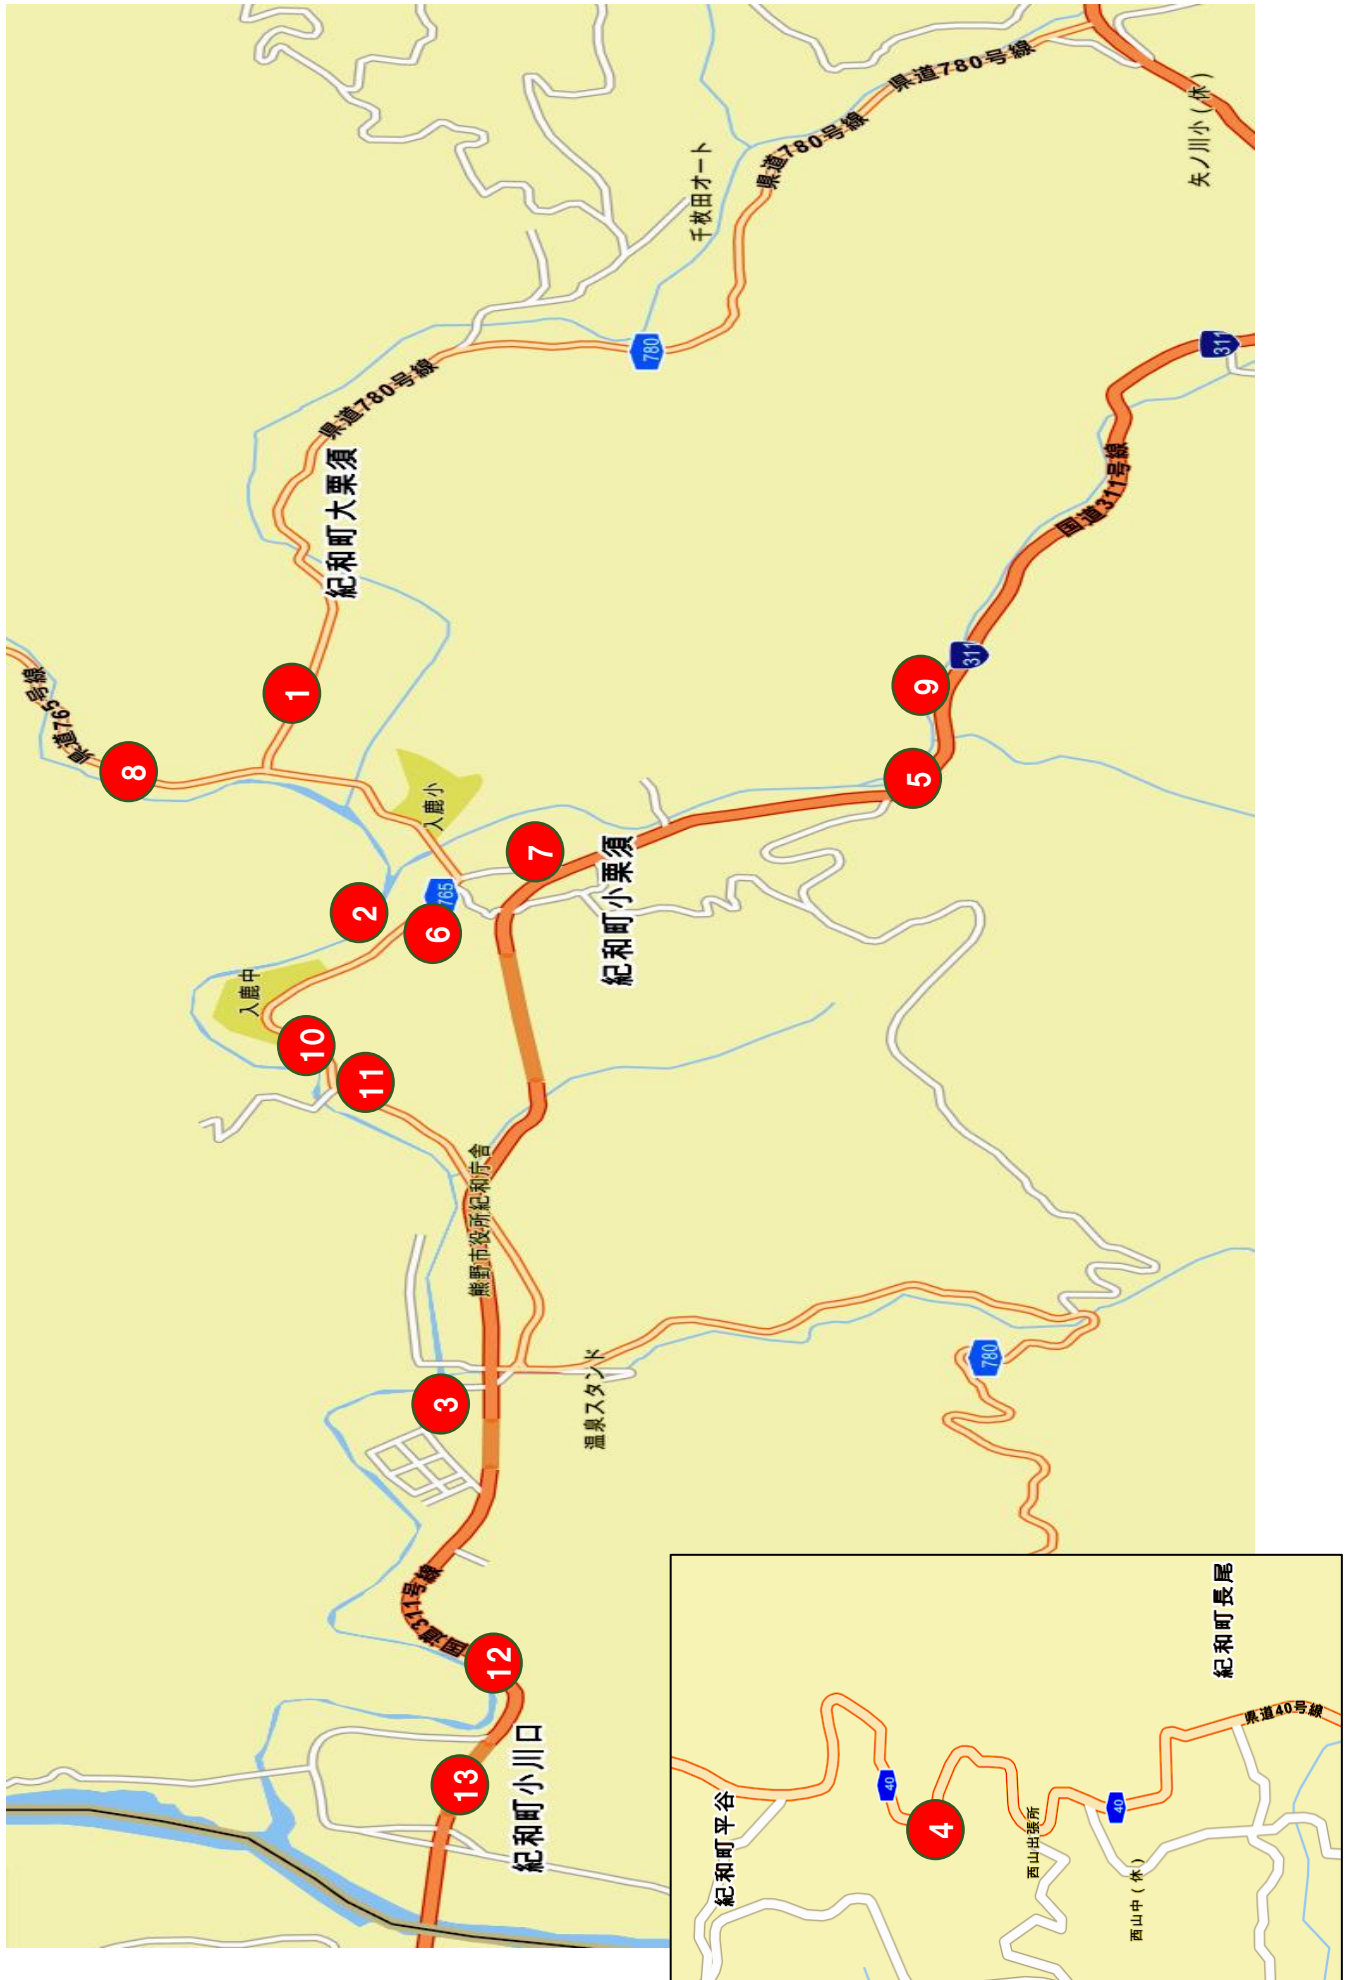 県道765号線
8
1
紀和町大栗須
県道780号線
780
千枚田オート
県道780号線
県道780号線
矢ノ川小(休)
311
国道311号線
311
9
5
入鹿小
7
紀和町小栗須
765
2
6
入鹿中
10
11
熊野市役所紀和庁舎
3
温泉スタンド
780
国道311号線
12
13
紀和町小川口
紀和町平谷
40
4
西山出張所
40
西山中(休)
紀和町長尾
県道40号線